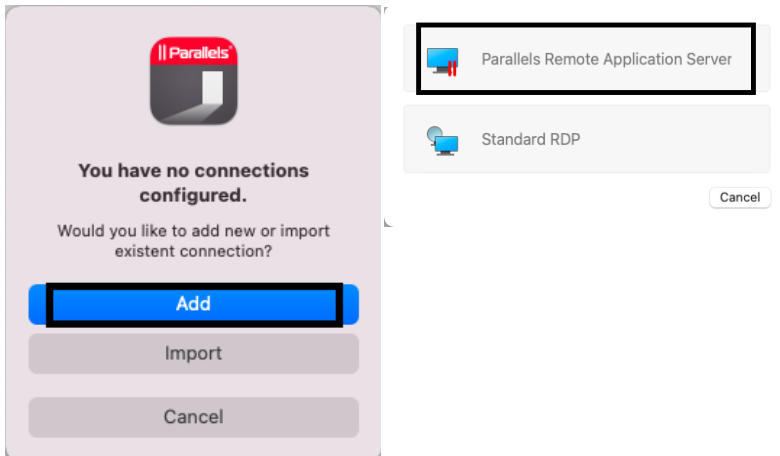 || Parallels®
You have no connections
configured.
Would you like to add new or import
existent connection?
Add
Import
Cancel
Parallels Remote Application Server
Standard RDP
Cancel